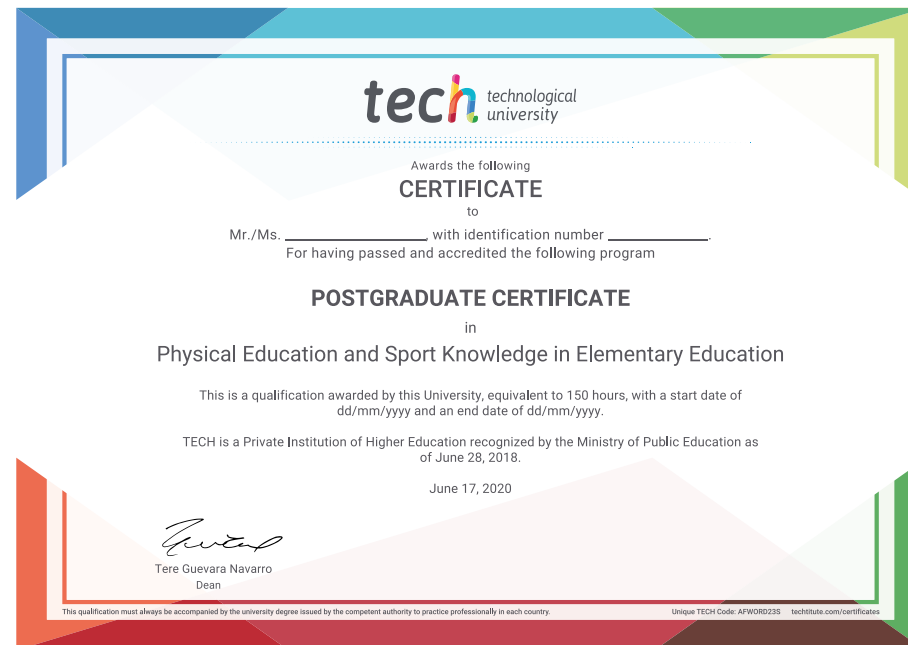 tech technological
university
Awards the following
CERTIFICATE
to
Mr./Ms. ________________, with identification number ____________.
For having passed and accredited the following program
POSTGRADUATE CERTIFICATE
in
Physical Education and Sport Knowledge in Elementary Education
This is a qualification awarded by this University, equivalent to 150 hours, with a start date of
dd/mm/yyyy and an end date of dd/mm/yyyy.
TECH is a Private Institution of Higher Education recognized by the Ministry of Public Education as
of June 28, 2018.
June 17, 2020
Tere Guevara Navarro
Dean
This qualification must always be accompanied by the university degree issued by the competent authority to practice professionally in each country. Unique TECH Code: AFWORD23S techtitute.com/certificates